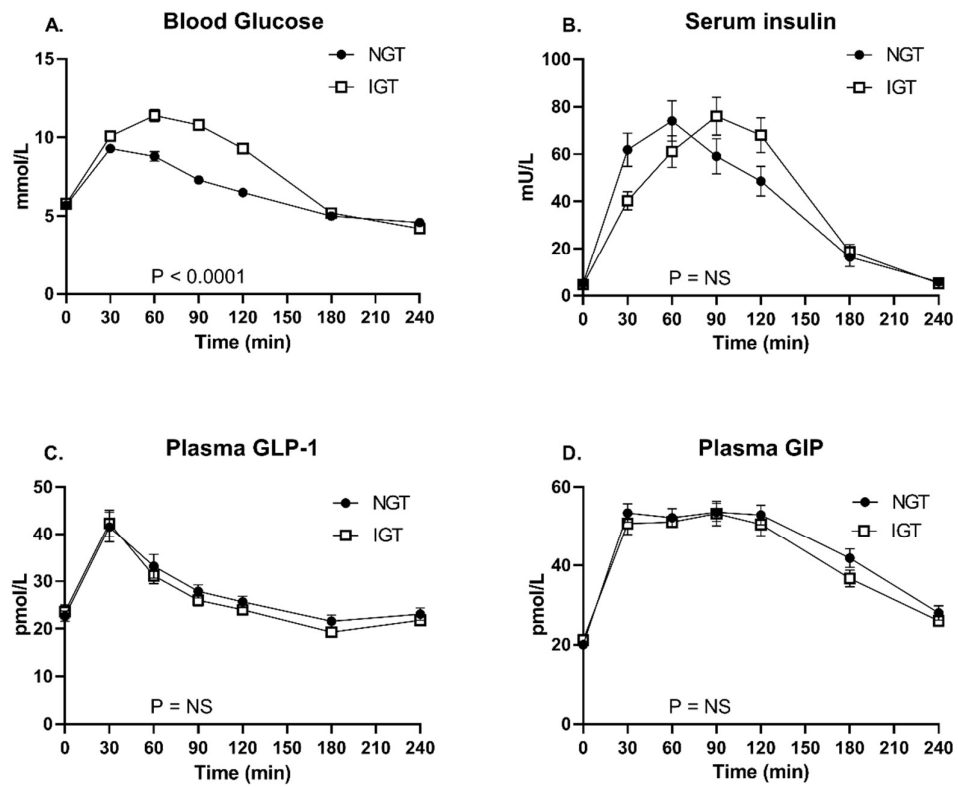 A. Blood Glucose
NGT
IGT
mmol/L
15
10
5
0
P < 0.0001
0 30 60 90 120 150 180 210 240
Time (min)
B. Serum insulin
NGT
IGT
mU/L
100
80
60
40
20
0
P = NS
0 30 60 90 120 150 180 210 240
Time (min)
C. Plasma GLP-1
NGT
IGT
pmol/L
50
40
30
20
10
0
P = NS
0 30 60 90 120 150 180 210 240
Time (min)
D. Plasma GIP
NGT
IGT
pmol/L
60
40
20
0
P = NS
0 30 60 90 120 150 180 210 240
Time (min)